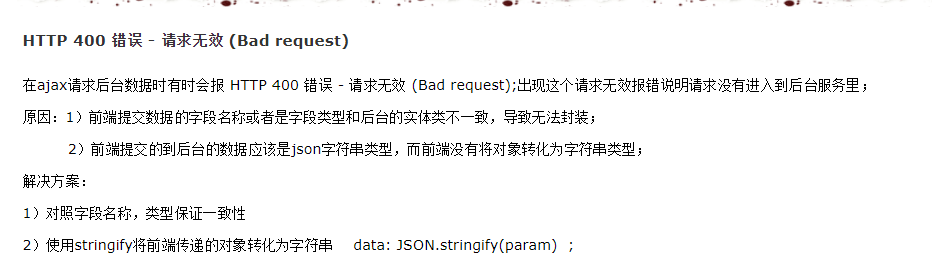 HTTP 400 错误 - 请求无效 (Bad request)
在ajax请求后台数据时有时会报 HTTP 400 错误 - 请求无效 (Bad request);出现这个请求无效报错说明请求没有进入到后台服务里；
原因：1）前端提交数据的字段名称或者是字段类型和后台的实体类不一致，导致无法封装；
2）前端提交的到后台的数据应该是json字符串类型，而前端没有将对象转化为字符串类型；
解决方案：
1）对照字段名称，类型保证一致性
2）使用stringify将前端传递的对象转化为字符串 data: JSON.stringify(param) ;